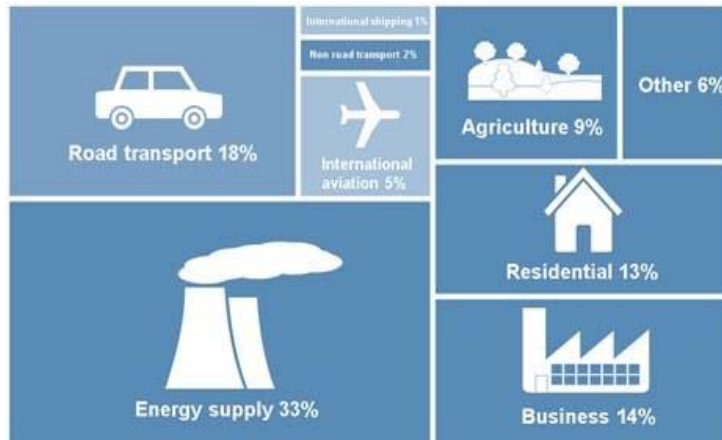 International shipping 1%
Non road transport 2%
Road transport 18%
International
aviation 5%
Agriculture 9%
Other 6%
Residential 13%
Energy supply 33%
Business 14%